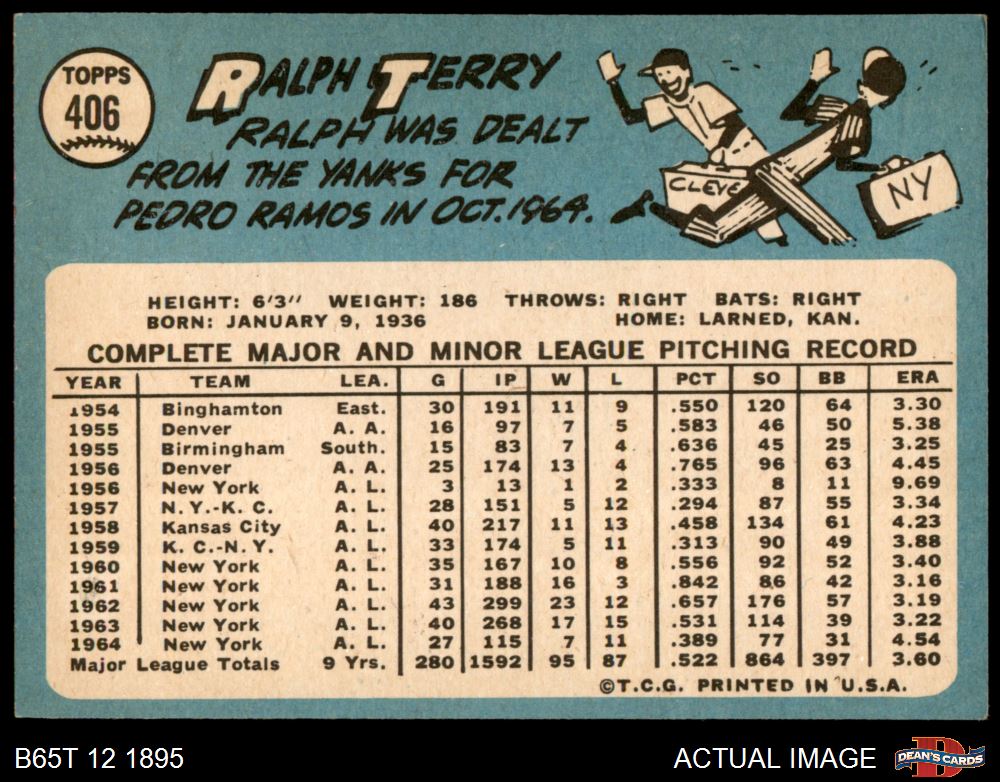 TOPPS
406
RALPH TERRY
RALPH WAS DEALT
FROM THE YANKS FOR
PEDRO RAMOS IN OCT. 1964.
CLEVE
NY
HEIGHT: 6'3" WEIGHT: 186 THROWS: RIGHT BATS: RIGHT
BORN: JANUARY 9, 1936 HOME: LARNED, KAN.
COMPLETE MAJOR AND MINOR LEAGUE PITCHING RECORD
YEAR TEAM LEA. G IP W L PCT SO BB ERA
1954 Binghamton East. 30 191 11 9 .550 120 64 3.30
1955 Denver A. A. 16 97 7 5 .583 46 50 5.38
1955 Birmingham South. 15 83 7 4 .636 45 25 3.25
1956 Denver A. A. 25 174 13 4 .765 96 63 4.45
1956 New York A. L. 3 13 1 2 .333 8 11 9.69
1957 N. Y.-K. C. A. L. 28 151 5 12 .294 87 55 3.34
1958 Kansas City A. L. 40 217 11 13 .458 134 61 4.23
1959 K. C.-N. Y. A. L. 33 174 5 11 .313 90 49 3.88
1960 New York A. L. 35 167 10 8 .556 92 52 3.40
1961 New York A. L. 31 188 16 3 .842 86 42 3.16
1962 New York A. L. 43 299 23 12 .657 176 57 3.19
1963 New York A. L. 40 268 17 15 .531 114 39 3.22
1964 New York A. L. 27 115 7 11 .389 77 31 4.54
Major League Totals 9 Yrs. 280 1592 95 87 .522 864 397 3.60
©T.C.G. PRINTED IN U.S.A.
B65T 12 1895 ACTUAL IMAGE D DEAN'S CARDS